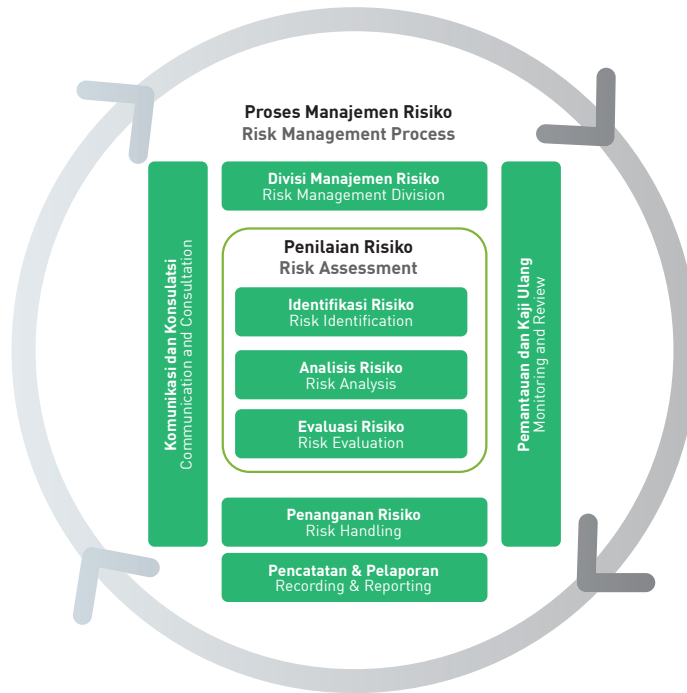 Proses Manajemen Risiko
Risk Management Process
Divisi Manajemen Risiko
Risk Management Division
Komunikasi dan Konsulatsi
Communication and Consultation
Penilaian Risiko
Risk Assessment
Identifikasi Risiko
Risk Identification
Analisis Risiko
Risk Analysis
Evaluasi Risiko
Risk Evaluation
Pemantauan dan Kaji Ulang
Monitoring and Review
Penanganan Risiko
Risk Handling
Pencatatan & Pelaporan
Recording & Reporting